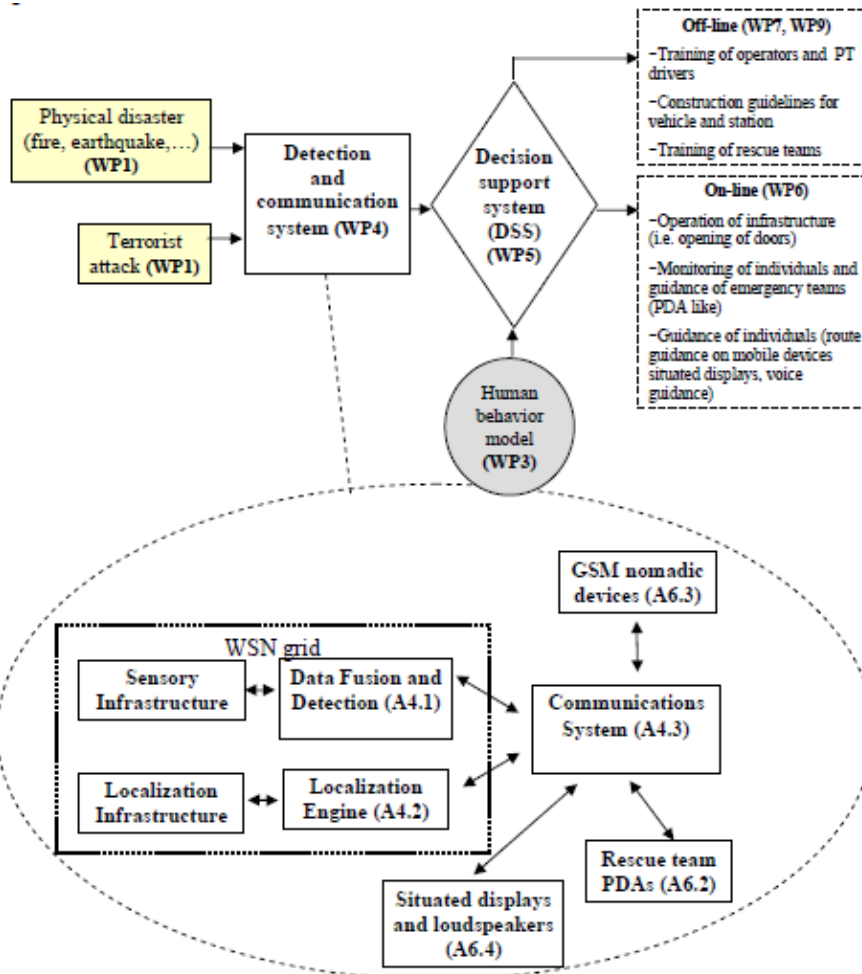 Physical disaster
(fire, earthquake,…)
(WP1)
Terrorist
attack (WP1)
Detection
and
communication
system (WP4)
Decision
support
system
(DSS)
(WP5)
Human
behavior
model
(WP3)
Off-line (WP7, WP9)
−Training of operators and PT
drivers
−Construction guidelines for
vehicle and station
−Training of rescue teams
On-line (WP6)
−Operation of infrastructure
(i.e. opening of doors)
−Monitoring of individuals and
guidance of emergency teams
(PDA like)
−Guidance of individuals (route
guidance on mobile devices
situated displays, voice
guidance)
WSN grid
Sensory
Infrastructure
Data Fusion and
Detection (A4.1)
Localization
Infrastructure
Localization
Engine (A4.2)
GSM nomadic
devices (A6.3)
Communications
System (A4.3)
Rescue team
PDAs (A6.2)
Situated displays
and loudspeakers
(A6.4)